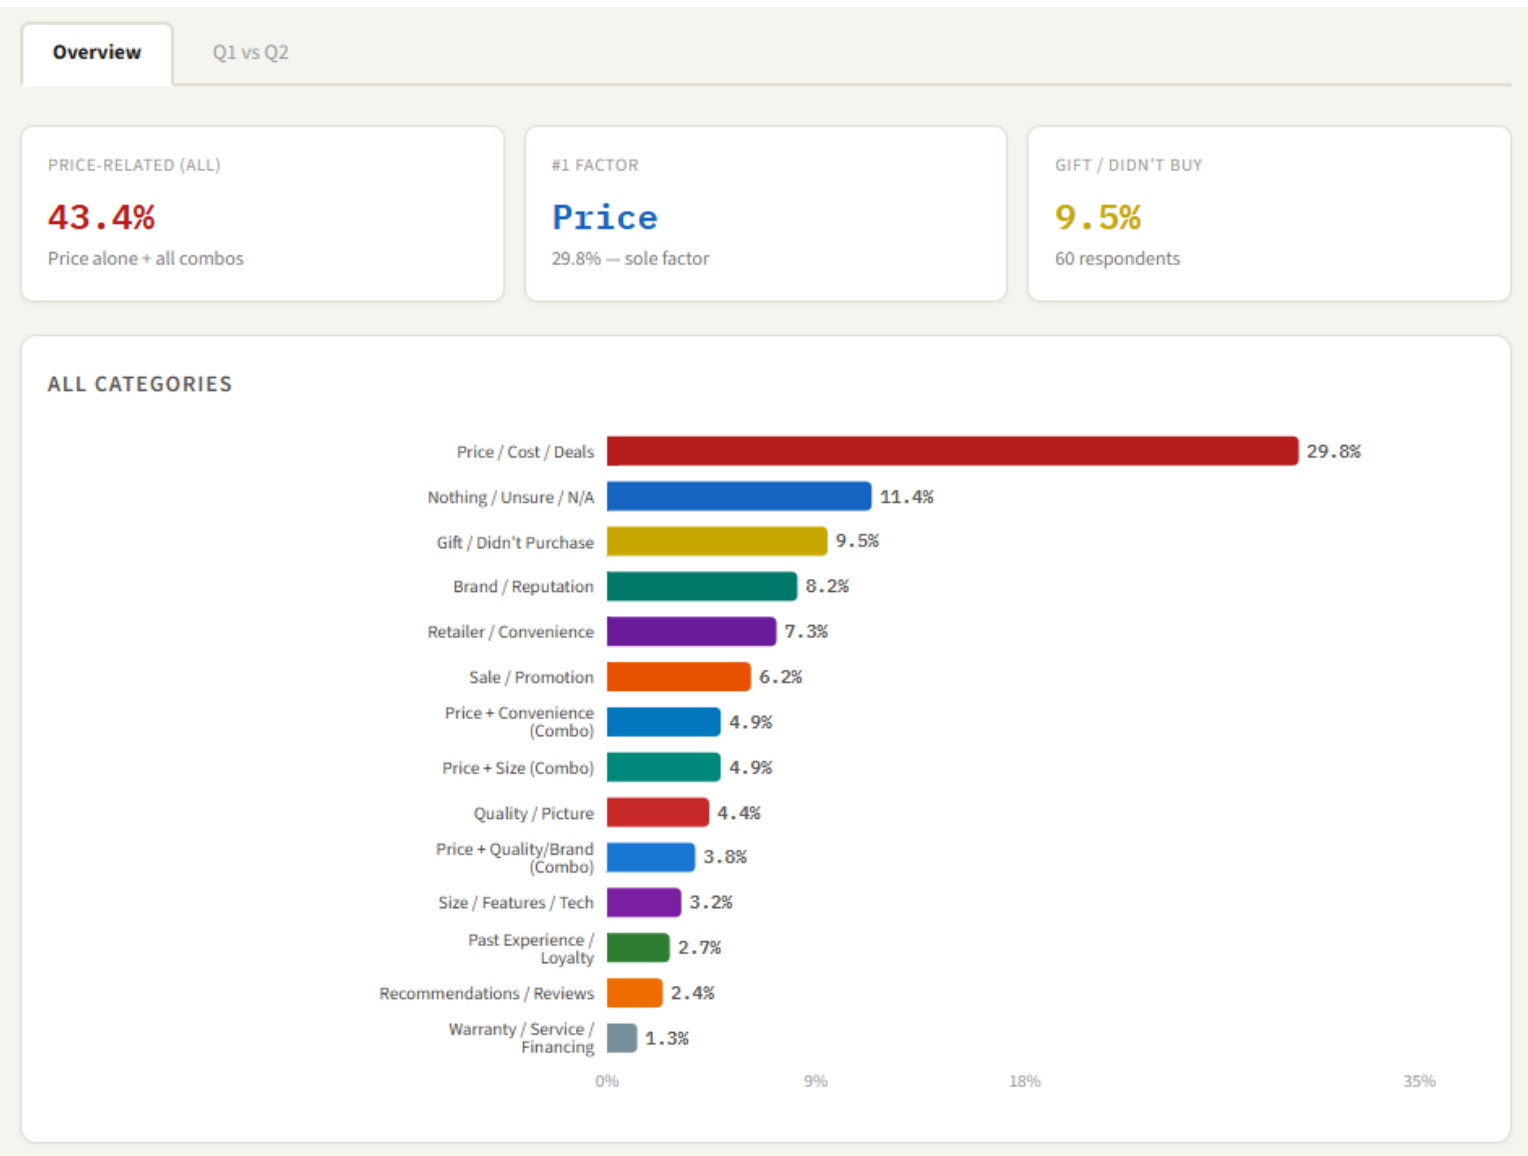 Overview
Q1 vs Q2
PRICE-RELATED (ALL)
43.4%
Price alone + all combos
#1 FACTOR
Price
29.8% — sole factor
GIFT / DIDN'T BUY
9.5%
60 respondents
ALL CATEGORIES
Price / Cost / Deals
29.8%
Nothing / Unsure / N/A
11.4%
Gift / Didn't Purchase
9.5%
Brand / Reputation
8.2%
Retailer / Convenience
7.3%
Sale / Promotion
6.2%
Price + Convenience
(Combo)
4.9%
Price + Size (Combo)
4.9%
Quality / Picture
4.4%
Price + Quality/Brand
(Combo)
3.8%
Size / Features / Tech
3.2%
Past Experience /
Loyalty
2.7%
Recommendations / Reviews
2.4%
Warranty / Service /
Financing
1.3%
0%
9%
18%
35%